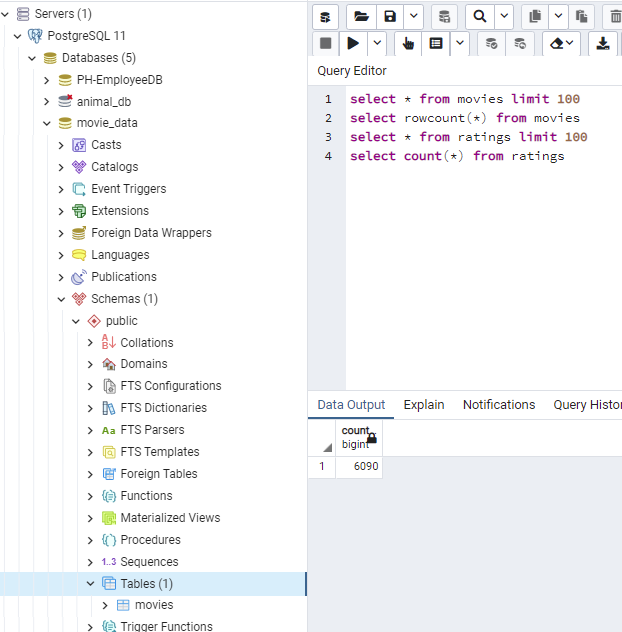 Servers (1)
PostgreSQL 11
Databases (5)
PH-EmployeeDB
animal_db
movie_data
Casts
Catalogs
Event Triggers
Extensions
Foreign Data Wrappers
Languages
Publications
Schemas (1)
public
Collations
Domains
FTS Configurations
FTS Dictionaries
Aa FTS Parsers
FTS Templates
Foreign Tables
Functions
Materialized Views
Procedures
1..3 Sequences
Tables (1)
movies
Trigger Functions
Query Editor
1 select * from movies limit 100
2 select rowcount(*) from movies
3 select * from ratings limit 100
4 select count(*) from ratings
Data Output Explain Notifications Query Histor
count
bigint
1 6090